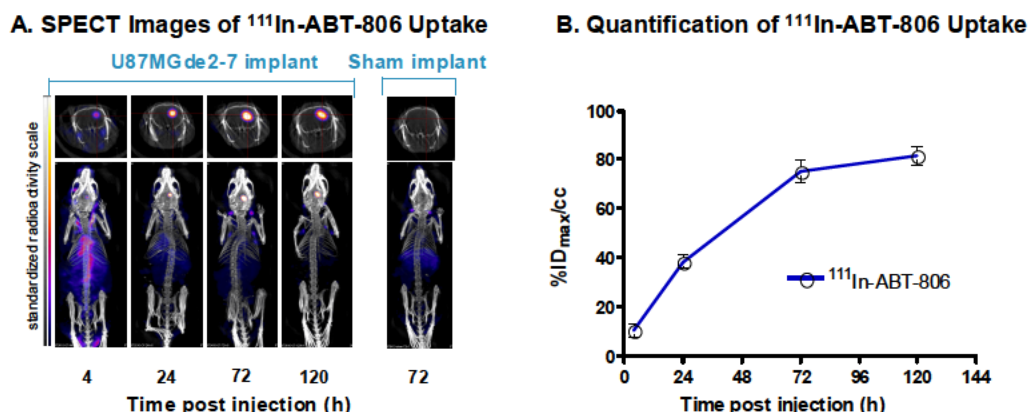 A. SPECT Images of ¹¹¹In-ABT-806 Uptake
U87MGde2-7 implant
Sham implant
standardized radioactivity scale
4
24
72
120
72
Time post injection (h)
B. Quantification of ¹¹¹In-ABT-806 Uptake
%ID_max/cc
100
80
60
40
20
0
¹¹¹In-ABT-806
0
24
48
72
96
120
144
Time post injection (h)